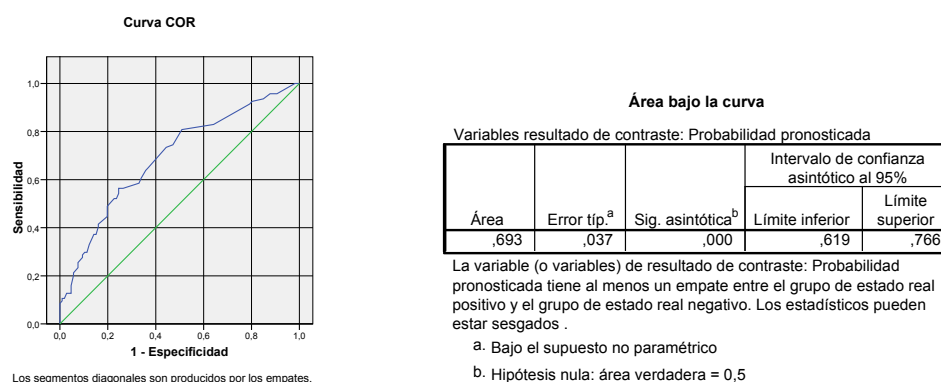 Curva COR
1,0
0,8
0,6
0,4
0,2
0,0
Sensibilidad
0,0 0,2 0,4 0,6 0,8 1,0
1 - Especificidad
Los segmentos diagonales son producidos por los empates.
Área bajo la curva
Variables resultado de contraste: Probabilidad pronosticada
Intervalo de confianza
asintótico al 95%
Área Error típ.a Sig. asintóticab Límite inferior Límite
superior
,693 ,037 ,000 ,619 ,766
La variable (o variables) de resultado de contraste: Probabilidad
pronosticada tiene al menos un empate entre el grupo de estado real
positivo y el grupo de estado real negativo. Los estadísticos pueden
estar sesgados .
a. Bajo el supuesto no paramétrico
b. Hipótesis nula: área verdadera = 0,5